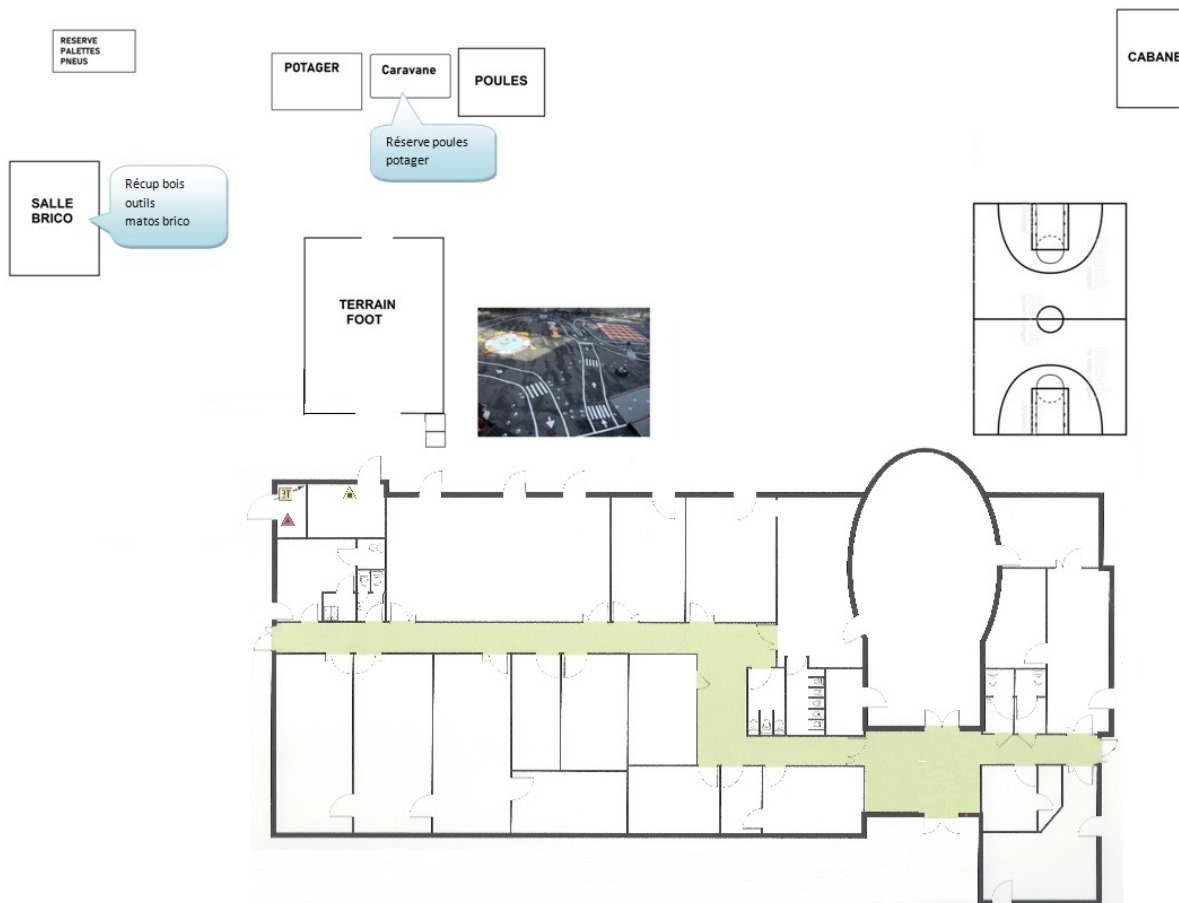 RESERVE
PALETTES
PNEUS
POTAGER
Caravane
POULES
CABANE
Réserve poules
potager
SALLE
BRICO
Récup bois
outils
matos brico
TERRAIN
FOOT